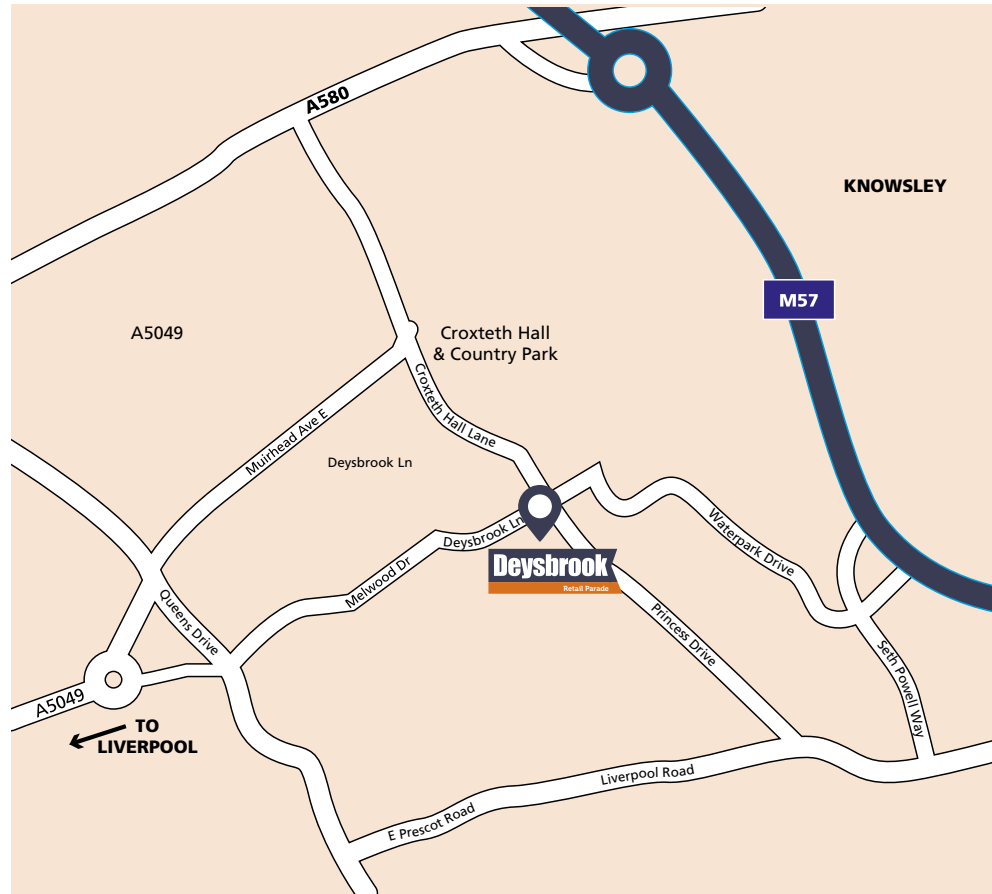 A580
KNOWSLEY
M57
A5049
Croxteth Hall
& Country Park
Croxteth Hall Lane
Muirhead Ave E
Deysbrook Ln
Deysbrook Ln
Waterpark Drive
Melwood Dr
Deysbrook
Retail Parade
Queens Drive
Princess Drive
Seth Powell Way
A5049
TO
LIVERPOOL
Liverpool Road
E Prescot Road